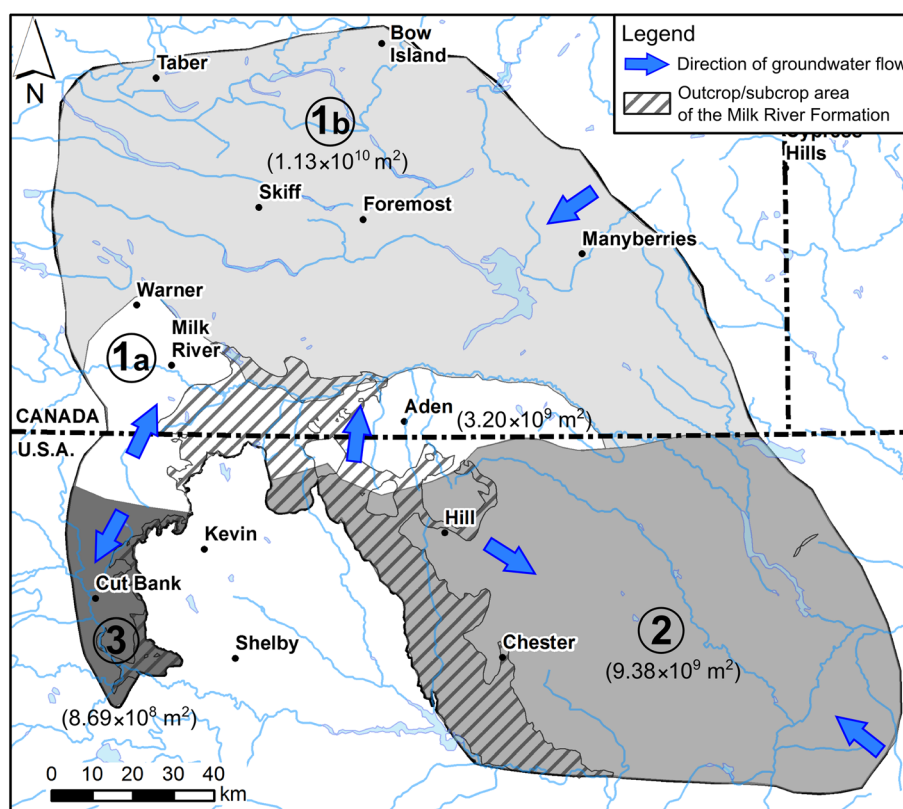 Bow
Island
Taber
Legend
Direction of groundwater flow
Outcrop/subcrop area
of the Milk River Formation
N
1b
(1.13×10¹⁰ m²)
Cypress
Hills
Skiff
Foremost
Manyberries
Warner
Milk
River
1a
Aden
(3.20×10⁹ m²)
CANADA
U.S.A.
Hill
Kevin
Cut Bank
3
Shelby
Chester
2
(9.38×10⁹ m²)
(8.69×10⁸ m²)
0 10 20 30 40
km